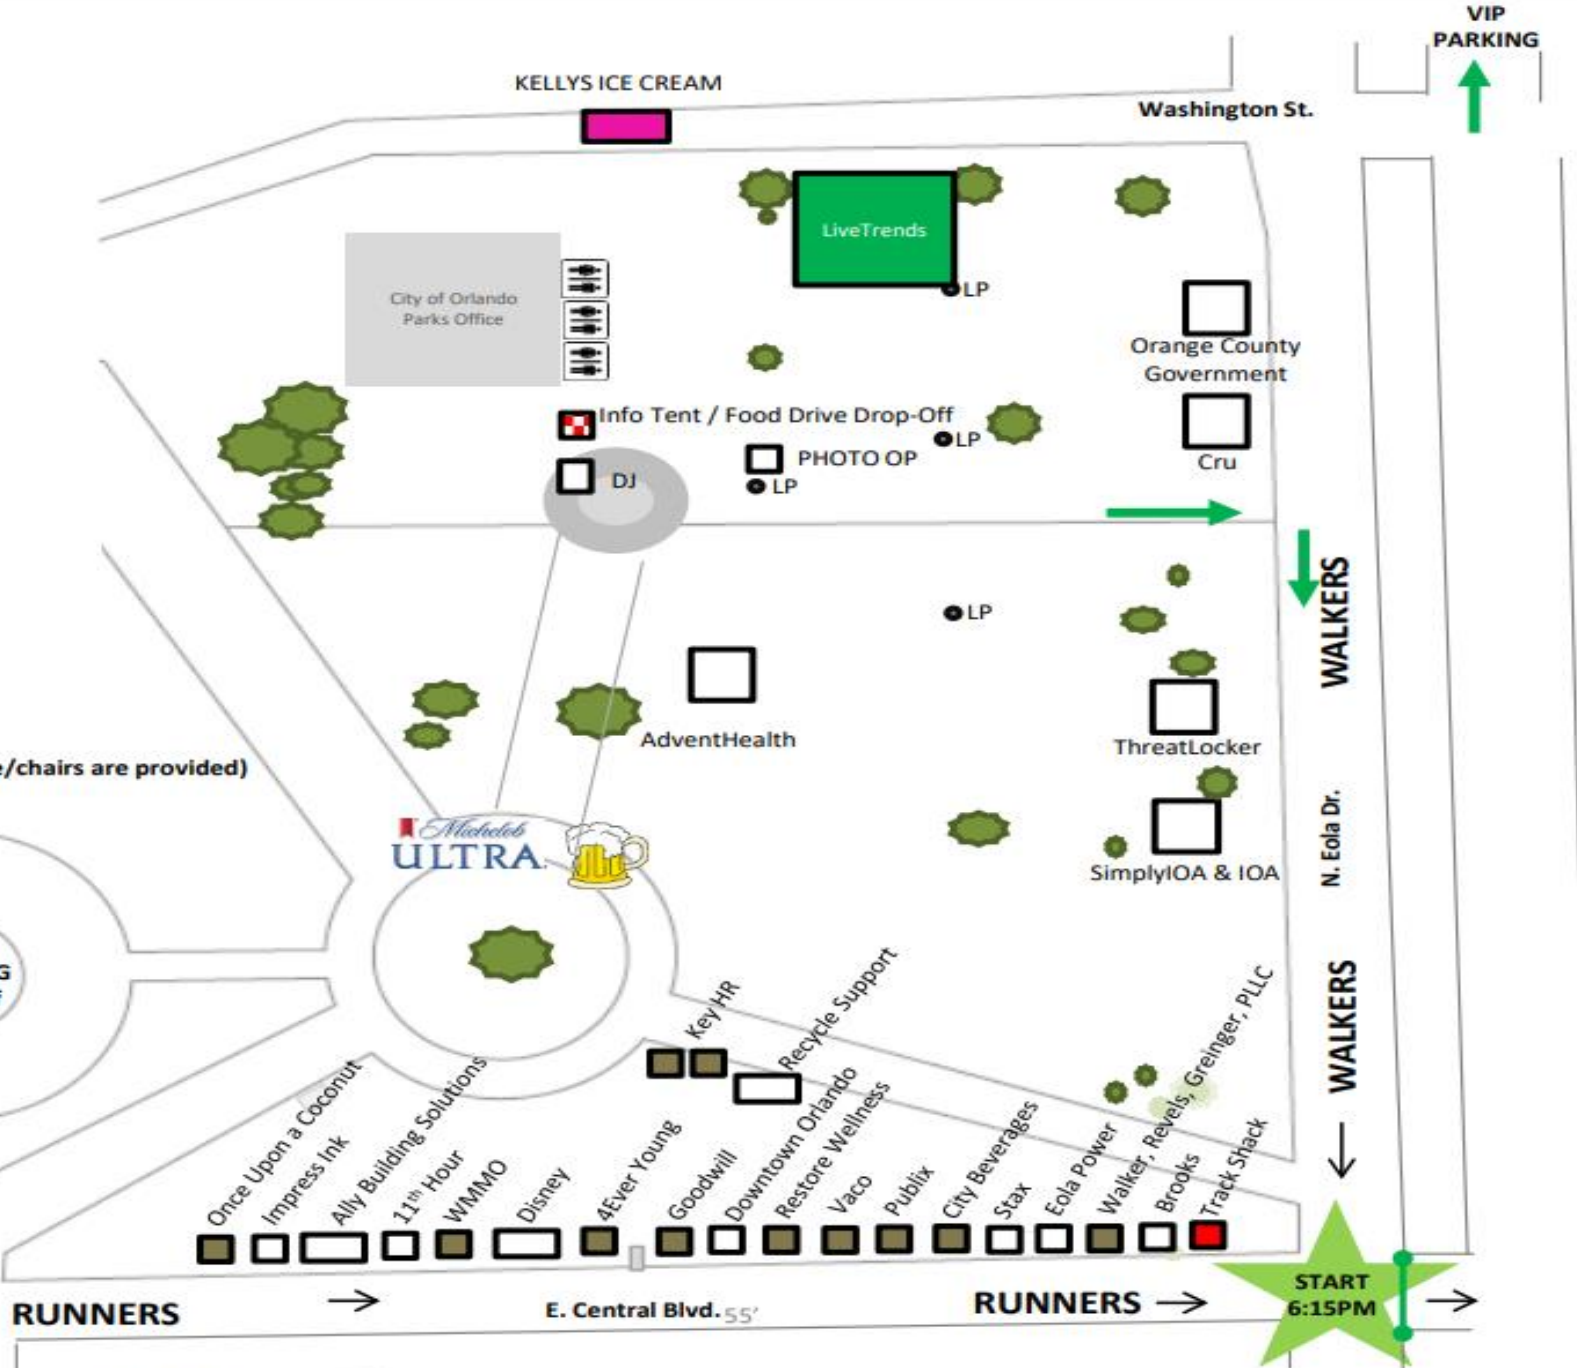 VIP
PARKING
KELLYS ICE CREAM
Washington St.
LiveTrends
City of Orlando
Parks Office
LP
Orange County
Government
Info Tent / Food Drive Drop-Off
LP
PHOTO OP
Cru
DJ
LP
WALKERS
LP
AdventHealth
ThreatLocker
e/chairs are provided)
N. Eola Dr.
Michelob
ULTRA
SimplyIOA & IOA
G
WALKERS
Key HR
Recycle Support
Once Upon a Coconut
Impress Ink
Ally Building Solutions
11th Hour
WMMO
Disney
4Ever Young
Goodwill
Downtown Orlando
Restore Wellness
Vaco
Publix
City Beverages
Stax
Eola Power
Walker, Revels, Greinger, PLLC
Brooks
Track Shack
START
6:15PM
RUNNERS
E. Central Blvd. 55'
RUNNERS